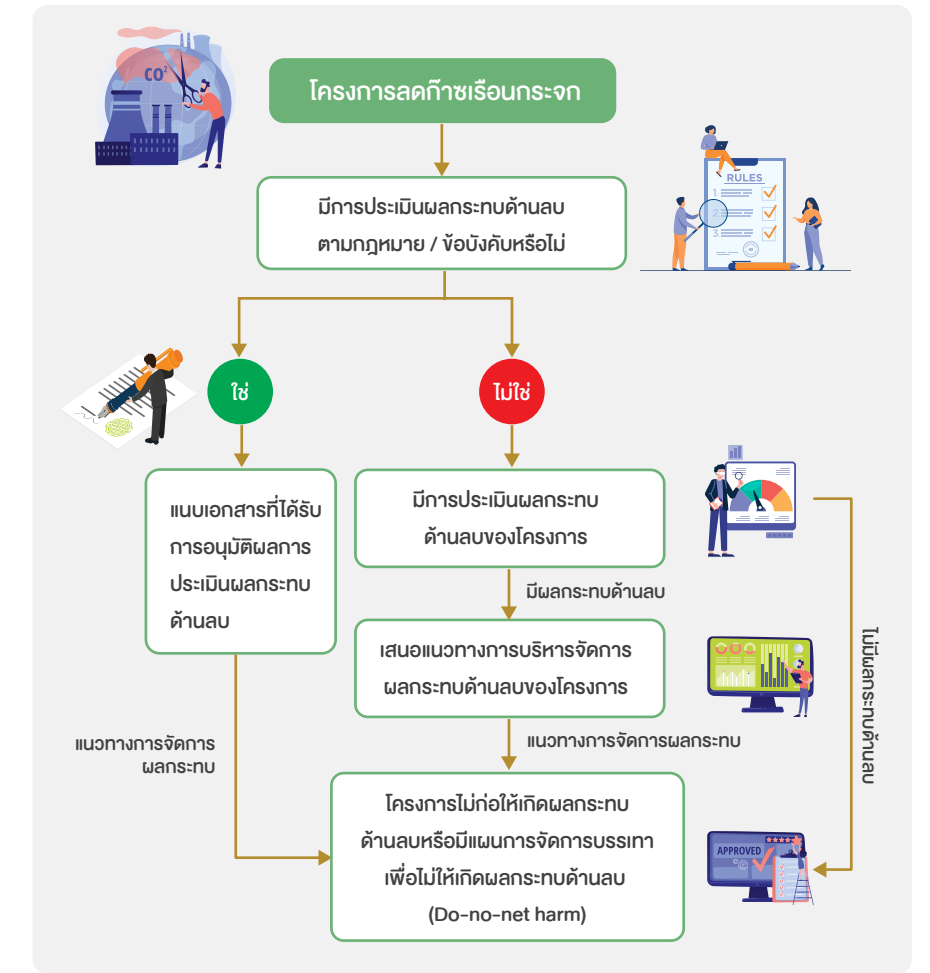 CO²
โครงการลดก๊าซเรือนกระจก
RULES
1
2
3
มีการประเมินผลกระทบด้านลบ
ตามกฎหมาย / ข้อบังคับหรือไม่
ใช่
ไม่ใช่
แนบเอกสารที่ได้รับ
การอนุมัติผลการ
ประเมินผลกระทบ
ด้านลบ
มีการประเมินผลกระทบ
ด้านลบของโครงการ
มีผลกระทบด้านลบ
เสนอแนวทางการบริหารจัดการ
ผลกระทบด้านลบของโครงการ
ไม่มีผลกระทบด้านลบ
แนวทางการจัดการ
ผลกระทบ
แนวทางการจัดการผลกระทบ
โครงการไม่ก่อให้เกิดผลกระทบ
ด้านลบหรือมีแผนการจัดการบรรเทา
เพื่อไม่ให้เกิดผลกระทบด้านลบ
(Do-no-net harm)
APPROVED